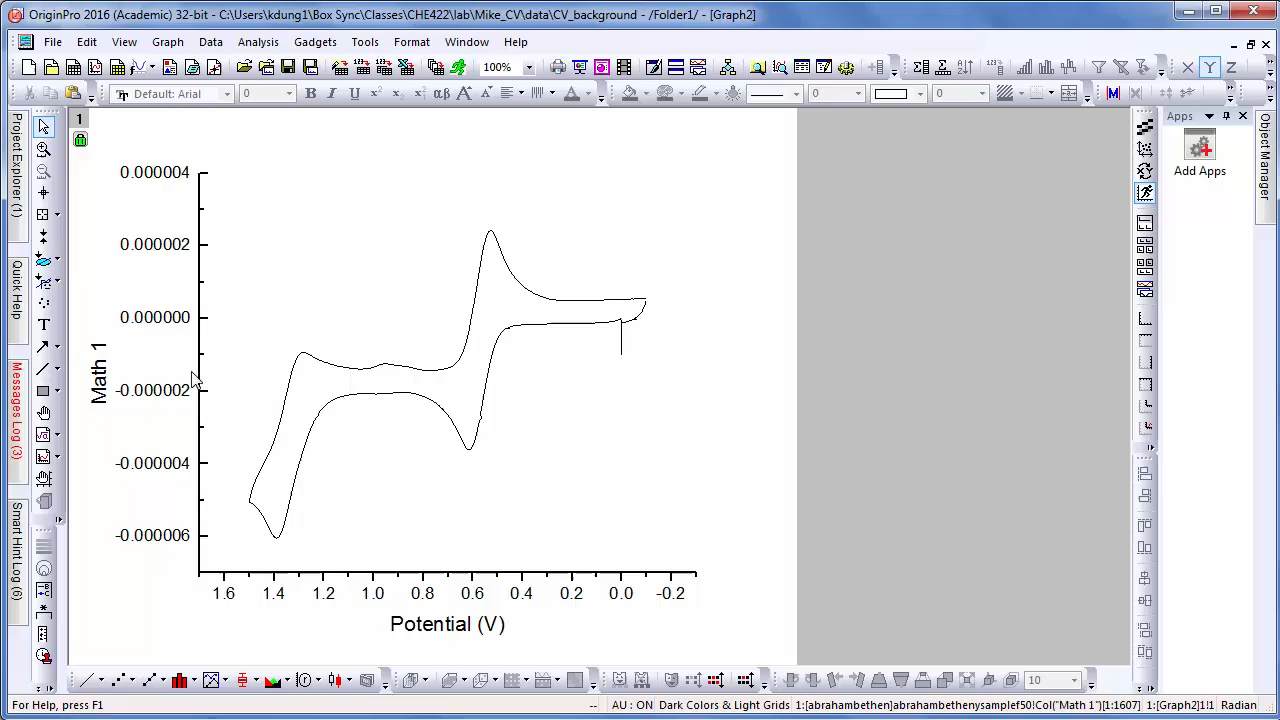 OriginPro 2016 (Academic) 32-bit - C:\Users\kdung1\Box Sync\Classes\CHE422\lab\Mike_CV\data\CV_background - /Folder1/ - [Graph2]
File Edit View Graph Data Analysis Gadgets Tools Format Window Help
100%
X Y Z
Default: Arial 0 B I U αβ A A A 0 0 M
Project Explorer (1)
Quick Help
Messages Log (3)
Smart Hint Log (6)
T
1
0.000004
0.000002
0.000000
-0.000002
-0.000004
-0.000006
Math 1
1.6 1.4 1.2 1.0 0.8 0.6 0.4 0.2 0.0 -0.2
Potential (V)
Apps
Add Apps
Object Manager
10
For Help, press F1
-- AU : ON Dark Colors & Light Grids 1:[abrahambethen]abrahambethenysamplef50!Col("Math 1")[1:1607] 1:[Graph2]1!1 Radian